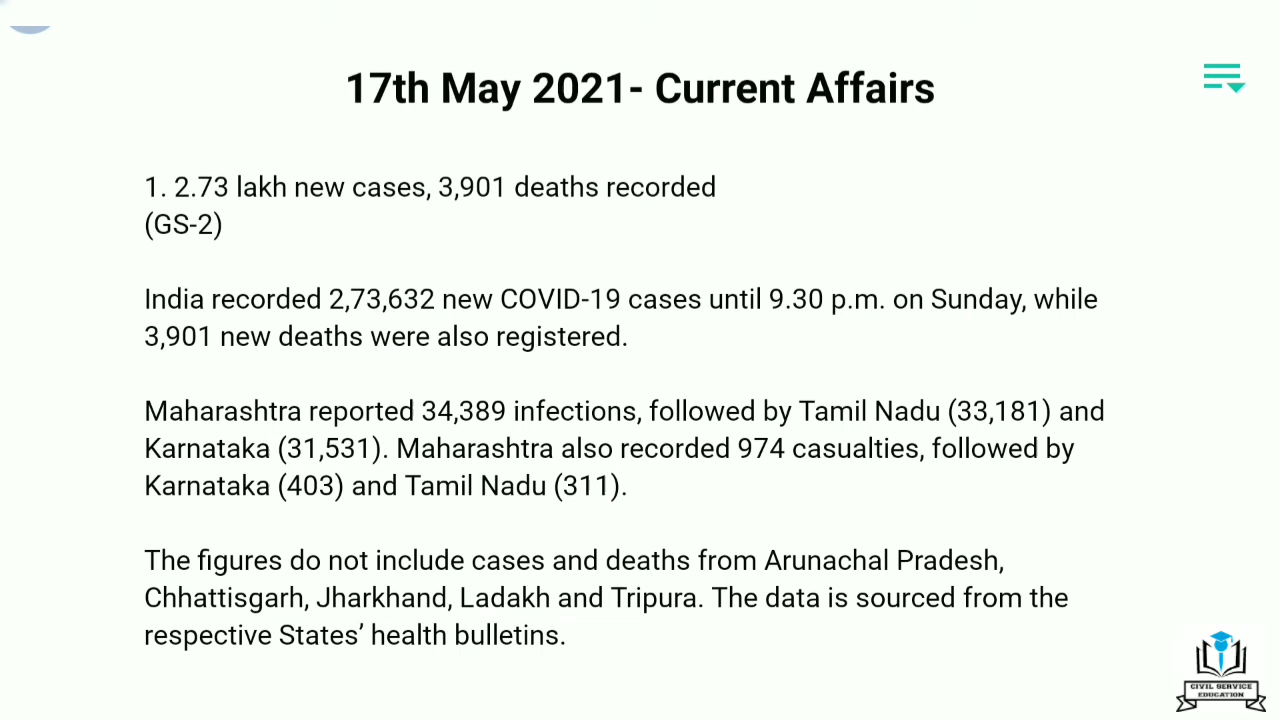 17th May 2021- Current Affairs
1. 2.73 lakh new cases, 3,901 deaths recorded
(GS-2)
India recorded 2,73,632 new COVID-19 cases until 9.30 p.m. on Sunday, while
3,901 new deaths were also registered.
Maharashtra reported 34,389 infections, followed by Tamil Nadu (33,181) and
Karnataka (31,531). Maharashtra also recorded 974 casualties, followed by
Karnataka (403) and Tamil Nadu (311).
The figures do not include cases and deaths from Arunachal Pradesh,
Chhattisgarh, Jharkhand, Ladakh and Tripura. The data is sourced from the
respective States’ health bulletins.
CIVIL SERVICE
EDUCATION